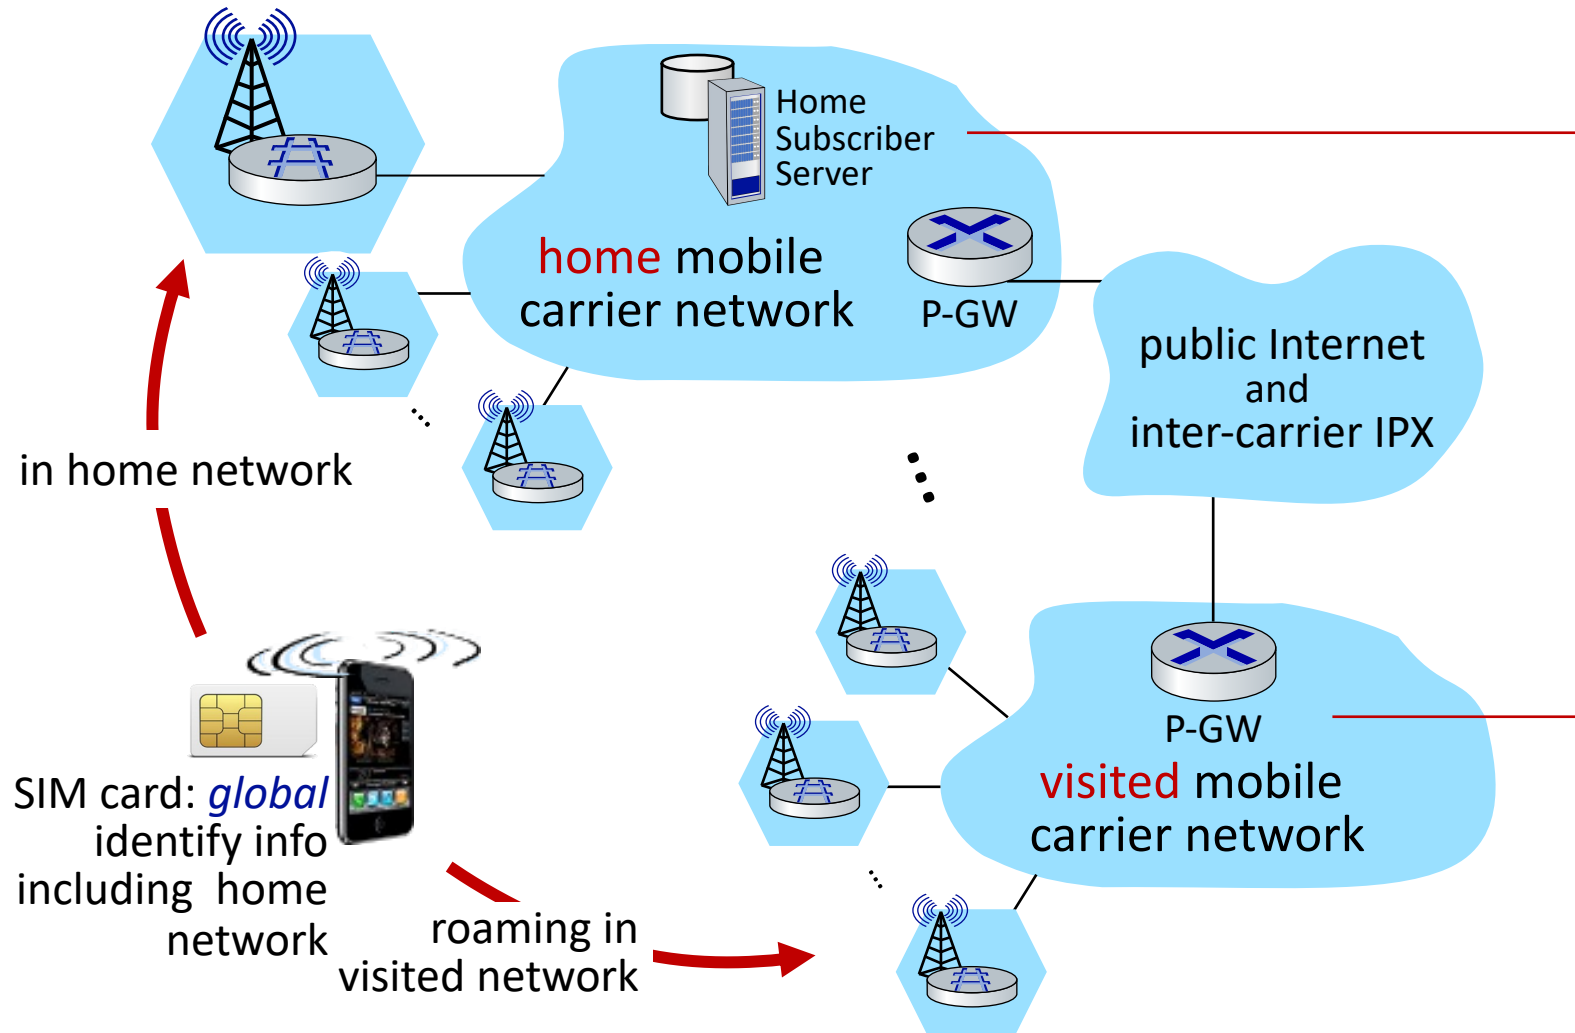 Home
Subscriber
Server
home mobile
carrier network
P-GW
public Internet
and
inter-carrier IPX
in home network
P-GW
visited mobile
carrier network
SIM card: global
identify info
including home
network
roaming in
visited network